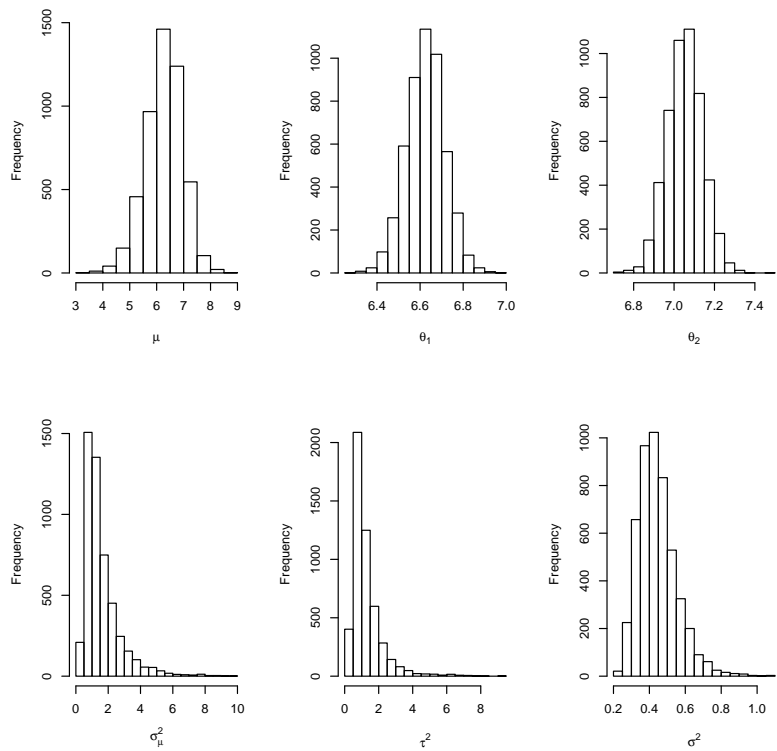 Frequency
0 500 1000 1500
3 4 5 6 7 8 9
μ
Frequency
0 200 400 600 800 1000
6.4 6.6 6.8 7.0
θ₁
Frequency
0 200 400 600 800 1000
6.8 7.0 7.2 7.4
θ₂
Frequency
0 500 1000 1500
0 2 4 6 8 10
σ²μ
Frequency
0 500 1000 1500 2000
0 2 4 6 8
τ²
Frequency
0 200 400 600 800 1000
0.2 0.4 0.6 0.8 1.0
σ²